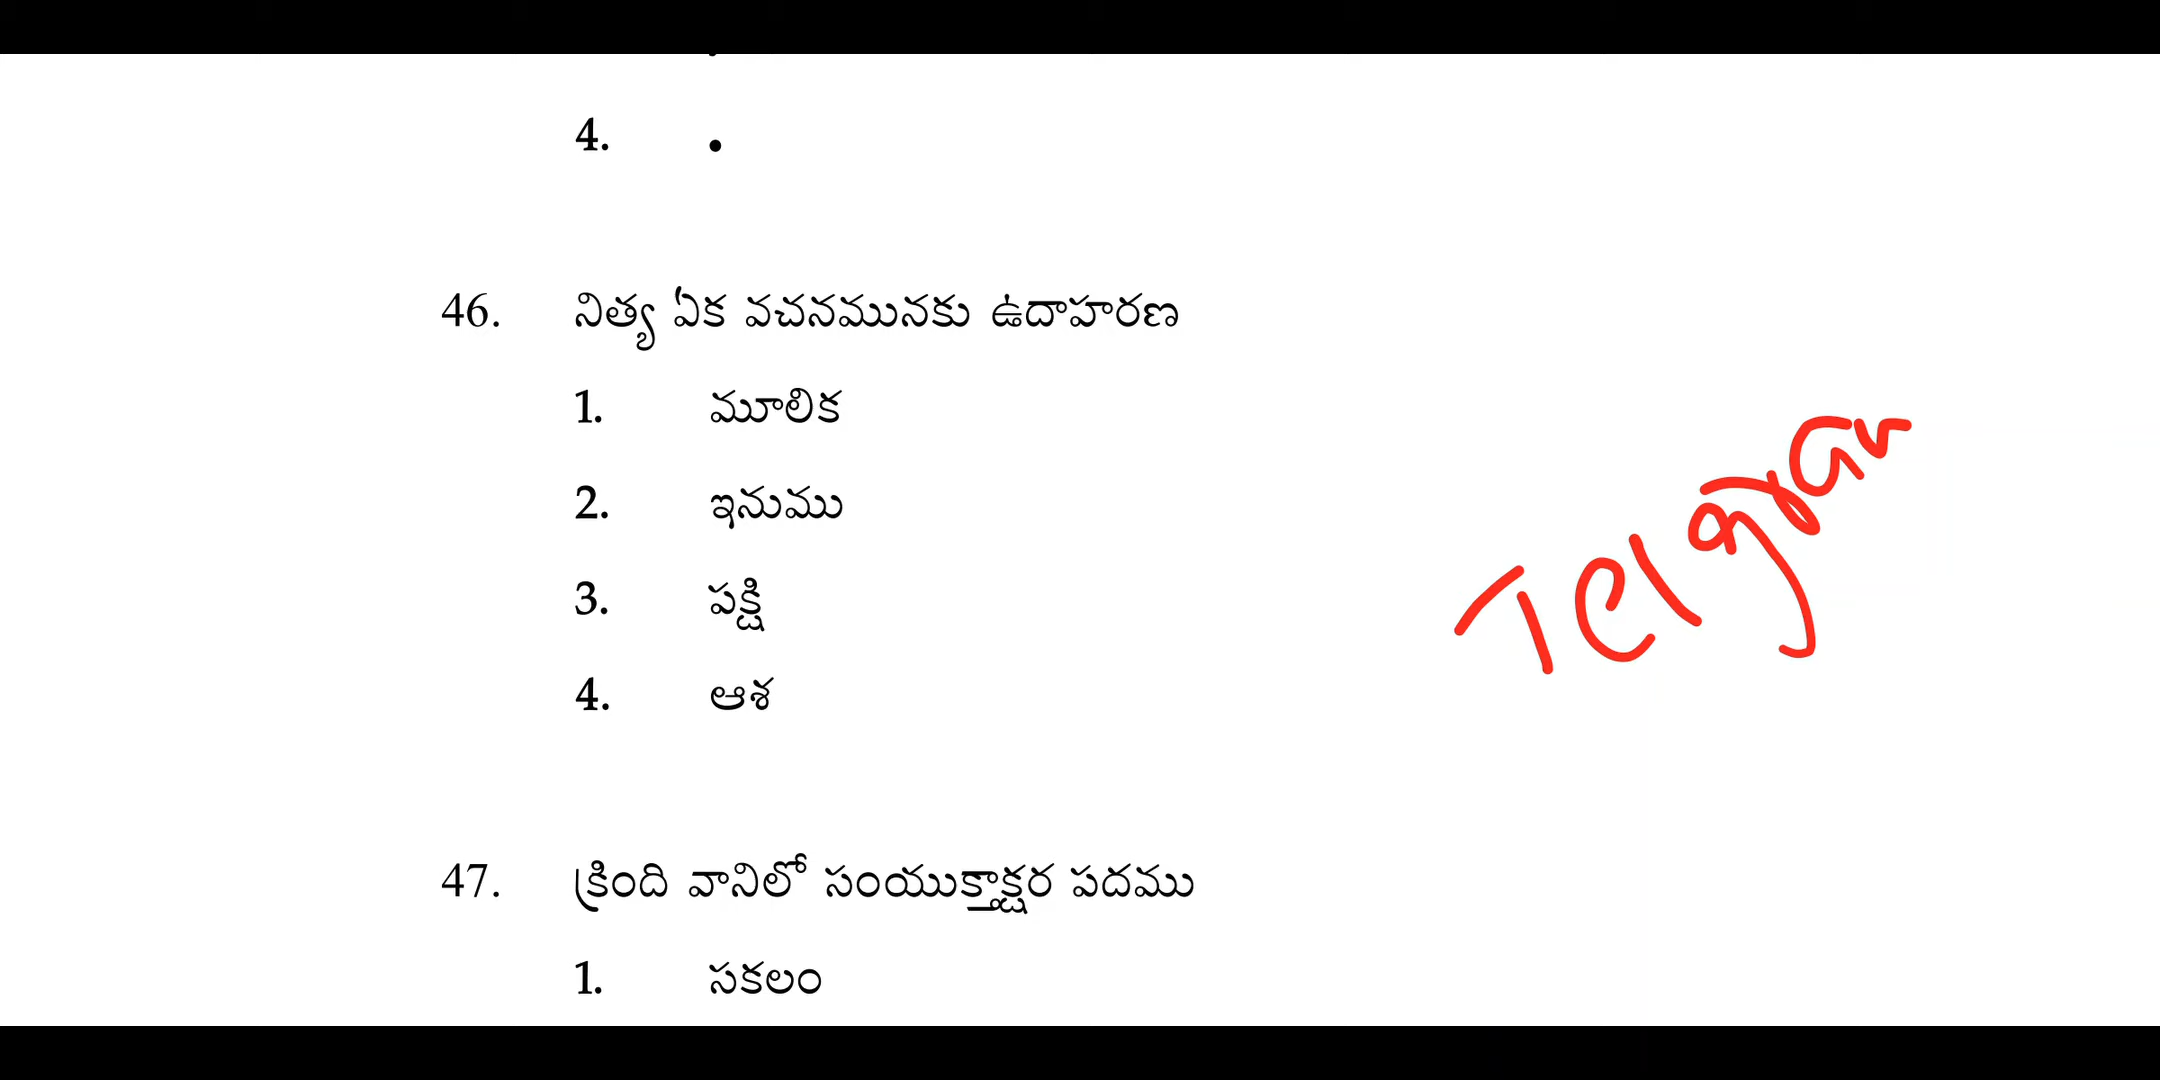 4. •
46. నిత్య ఏక వచనమునకు ఉదాహరణ
1. మూలిక
2. ఇనుము
3. పక్షి
4. ఆశ
Telgram
47. క్రింది వానిలో సంయుక్తాక్షర పదము
1. సకలం